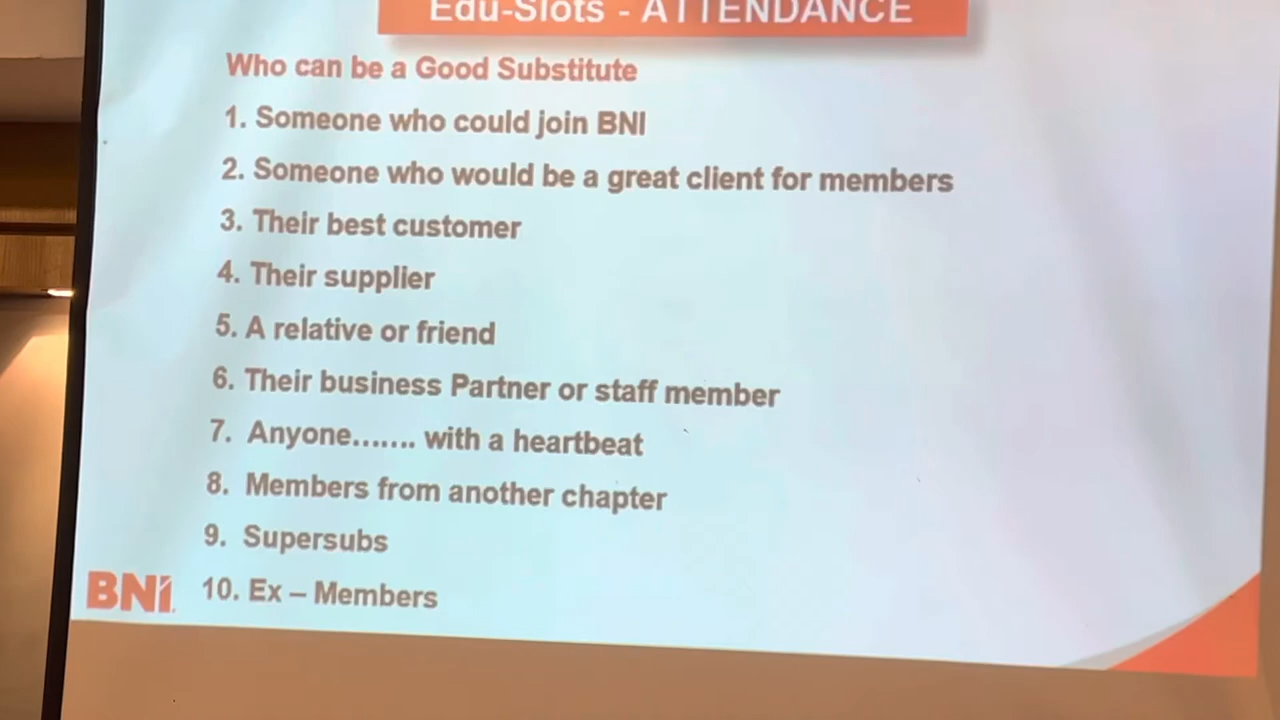 Edu-Slots - ATTENDANCE
Who can be a Good Substitute
1. Someone who could join BNI
2. Someone who would be a great client for members
3. Their best customer
4. Their supplier
5. A relative or friend
6. Their business Partner or staff member
7. Anyone....... with a heartbeat
8. Members from another chapter
9. Supersubs
10. Ex – Members
BNI